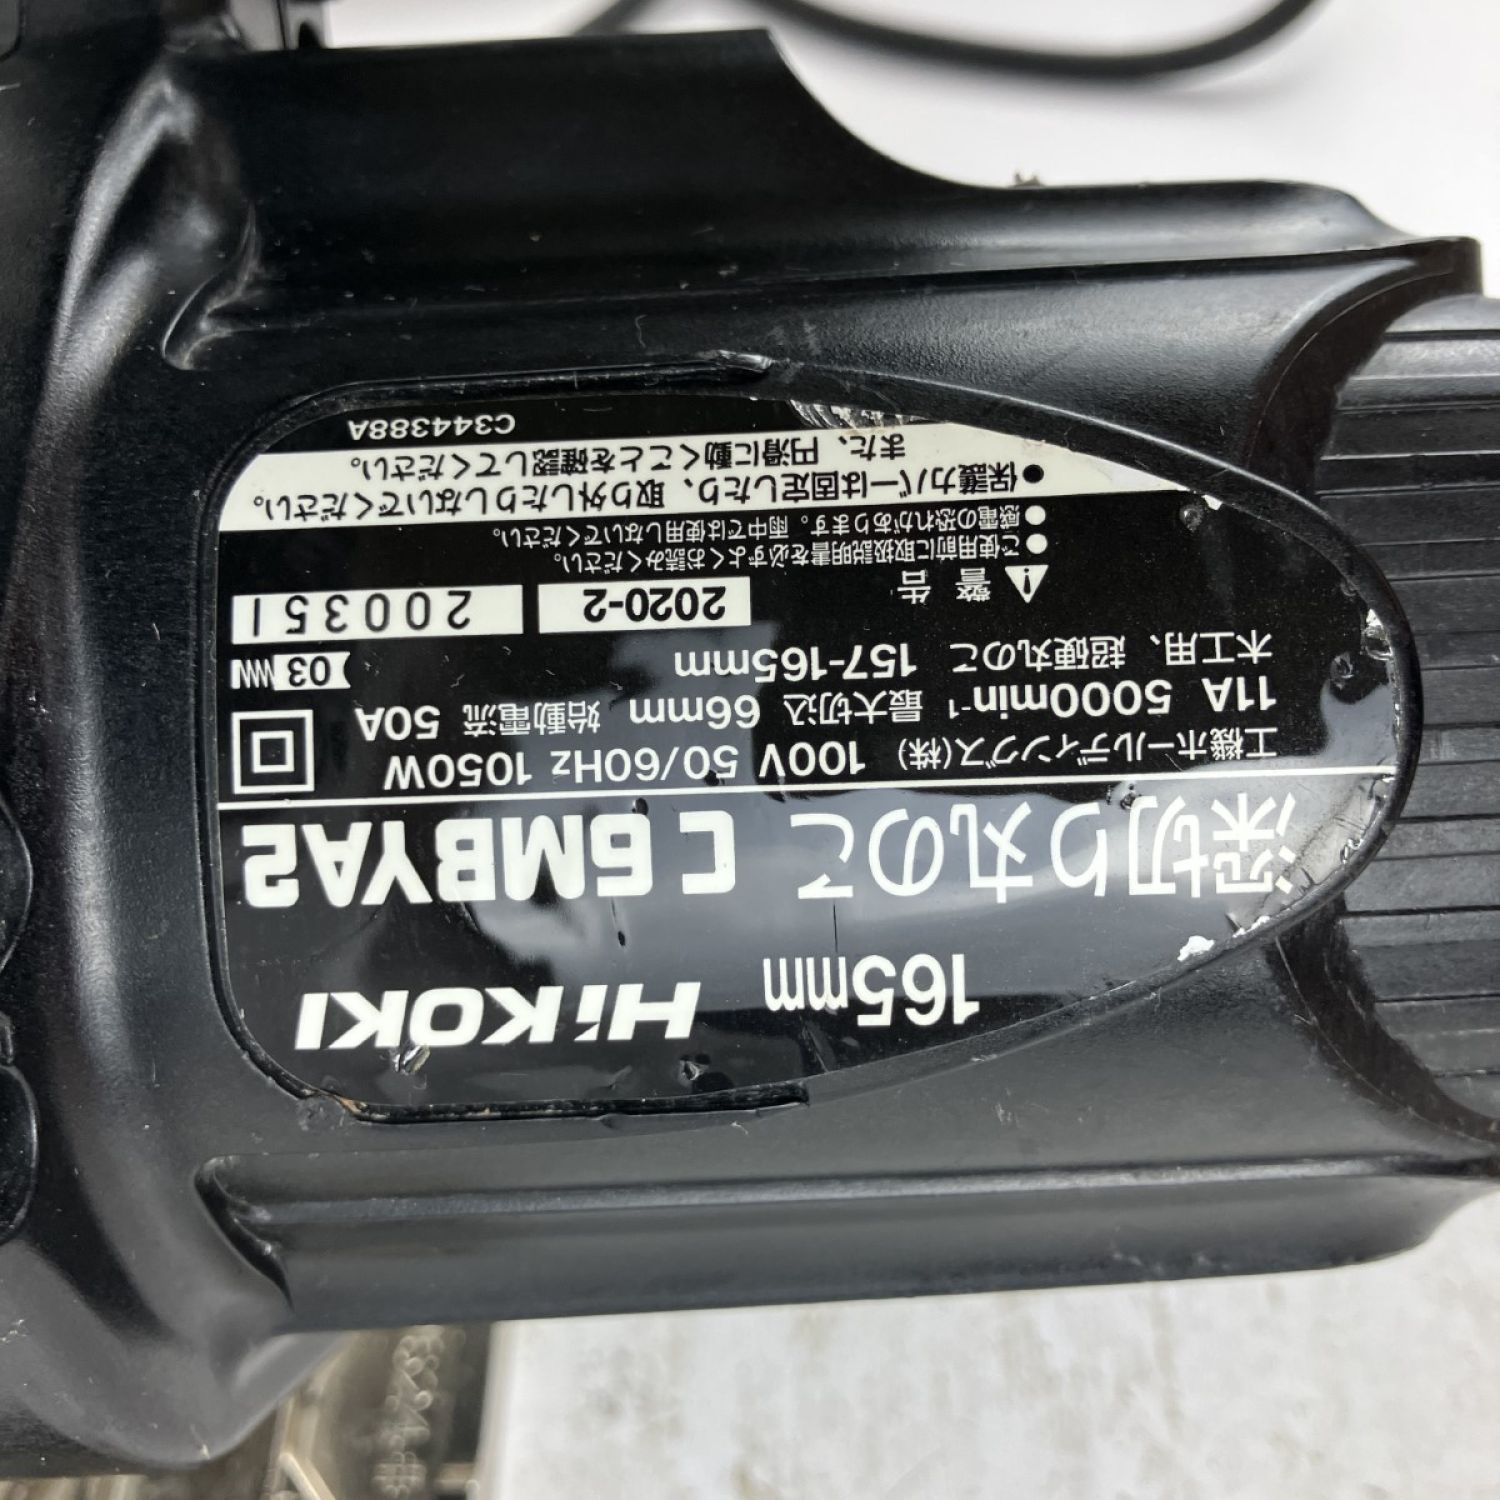 165mm HiKOKI
深切り丸のこ C 6MBYA2
工機ホールディングス(株) 100V 50/60Hz 1050W
11A 5000min-1 最大切込 66mm 始動電流 50A
木工用、超硬丸のこ 157-165mm
03
警告
2020-2
200351
●ご使用前に取扱説明書を必ずよくお読みください。
●感電の恐れがあります。雨中では使用しないでください。
●保護カバーは固定したり、取り外したりしないでください。
また、円滑に動くことを確認してください。
C344388A